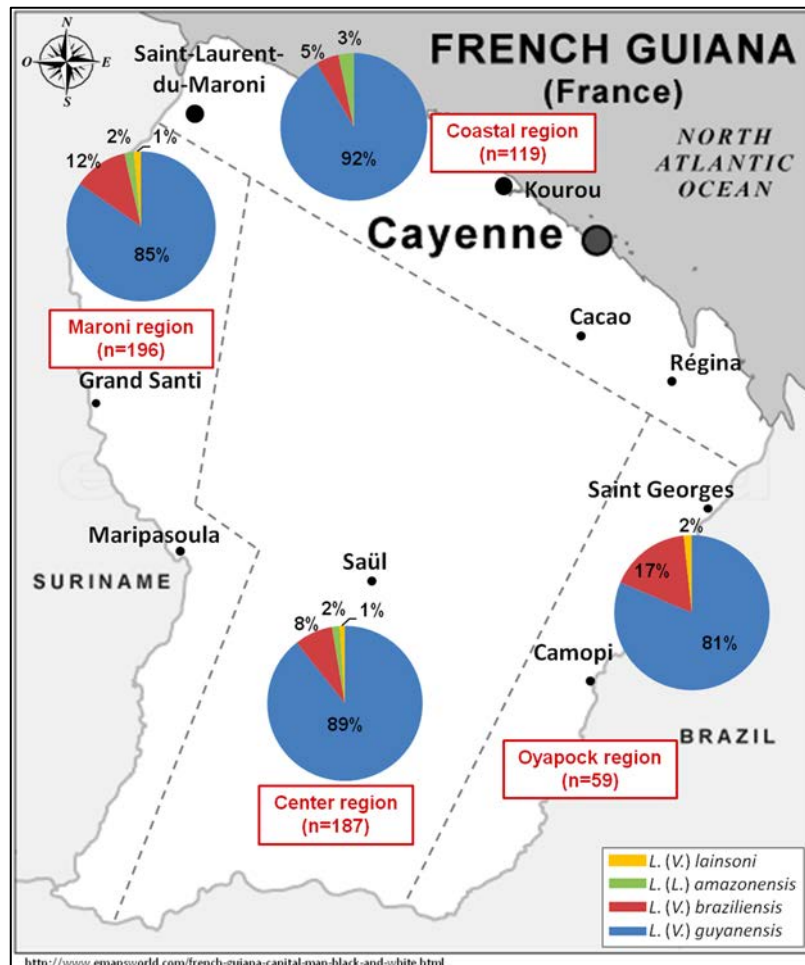 N
O
E
S
Saint-Laurent-
du-Maroni
5%
3%
92%
FRENCH GUIANA
(France)
Coastal region
(n=119)
NORTH
ATLANTIC
OCEAN
Kourou
Cayenne
12%
2%
1%
85%
Maroni region
(n=196)
Grand Santi
Cacao
Régina
Maripasoula
SURINAME
Saint Georges
2%
17%
81%
Saül
8%
2%
1%
89%
Center region
(n=187)
Camopi
BRAZIL
Oyapock region
(n=59)
L. (V.) lainsoni
L. (L.) amazonensis
L. (V.) braziliensis
L. (V.) guyanensis
http://www.emapsworld.com/french-guiana-capital-map-black-and-white.html